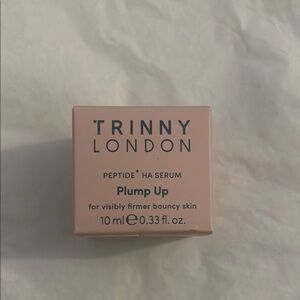 TRINNY
LONDON
PEPTIDE+ HA SERUM
Plump Up
for visibly firmer bouncy skin
10 ml ℮ 0.33 fl. oz.